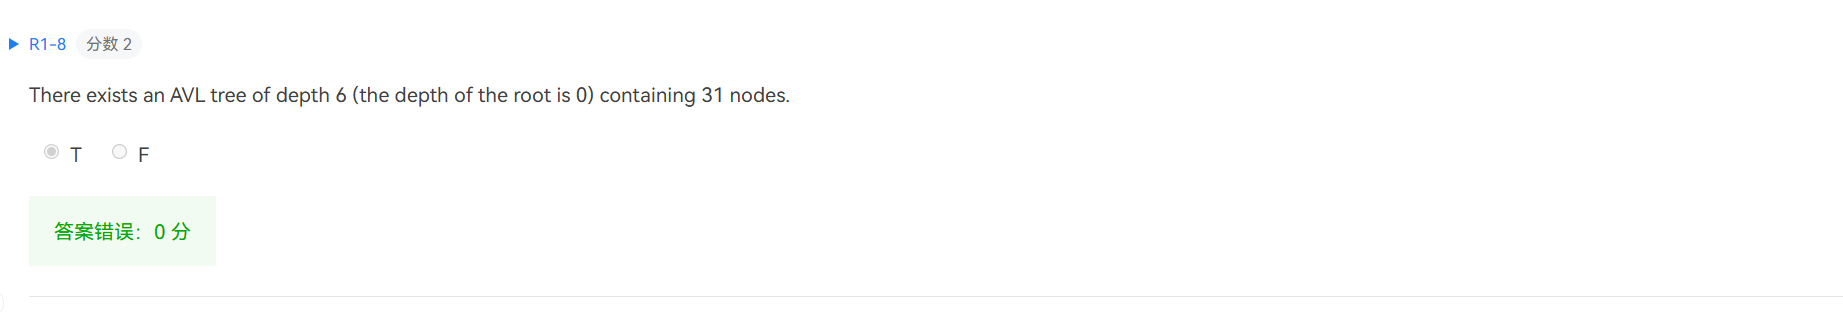 R1-8 分数 2
There exists an AVL tree of depth 6 (the depth of the root is 0) containing 31 nodes.
T F
答案错误：0 分